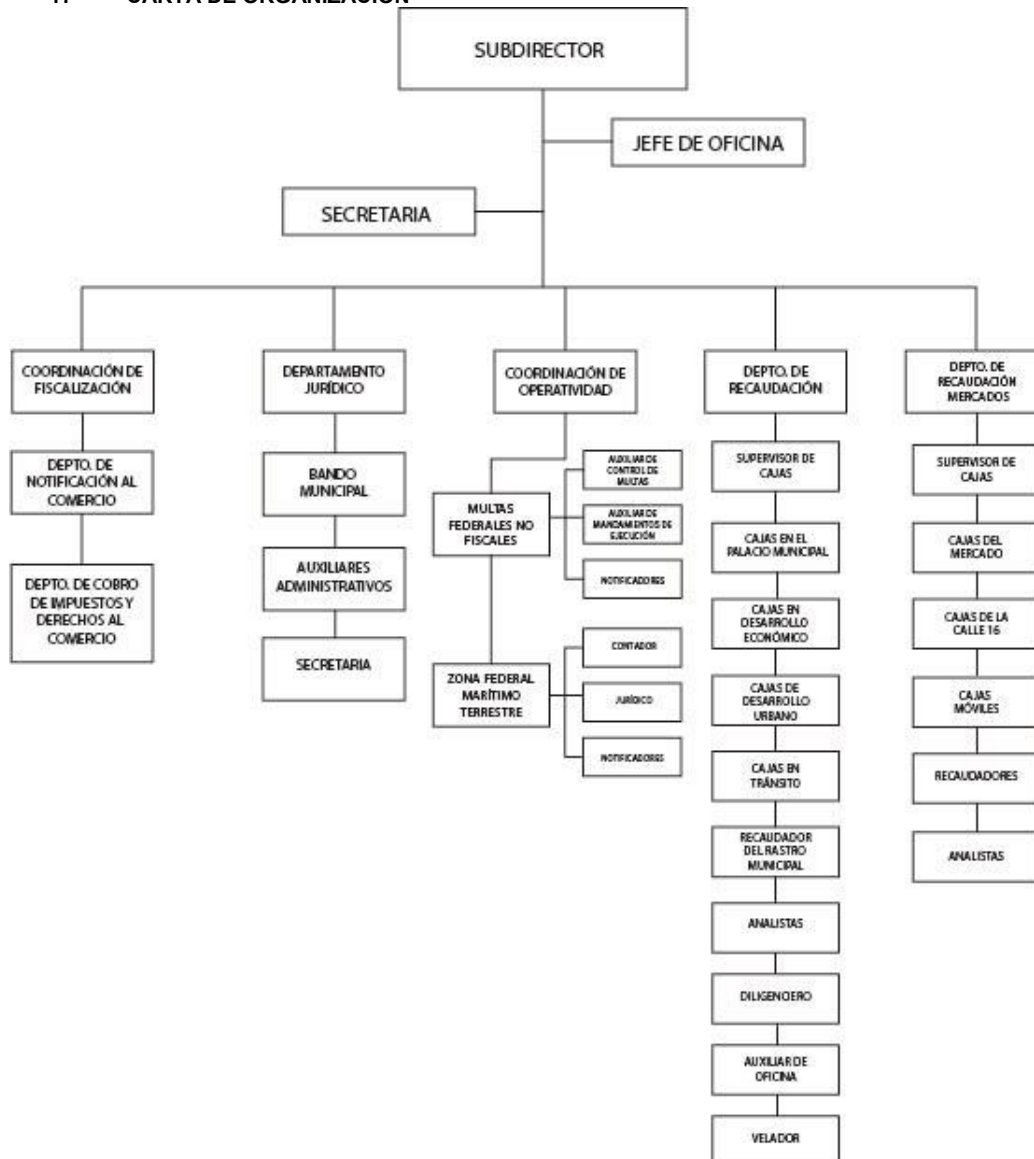 CARTA DE ORGANIZACIÓN
SUBDIRECTOR
JEFE DE OFICINA
SECRETARIA
COORDINACIÓN DE
FISCALIZACIÓN
DEPTO. DE
NOTIFICACIÓN AL
COMERCIO
DEPTO. DE COBRO
DE IMPUESTOS Y
DERECHOS AL
COMERCIO
DEPARTAMENTO
JURÍDICO
BANDO
MUNICIPAL
AUXILIARES
ADMINISTRATIVOS
SECRETARIA
COORDINACIÓN DE
OPERATIVIDAD
MULTAS
FEDERALES NO
FISCALES
AUXILIAR DE
CONTROL DE
MULTAS
AUXILIAR DE
MANDAMIENTOS DE
EJECUCIÓN
NOTIFICADORES
ZONA FEDERAL
MARÍTIMO
TERRESTRE
CONTADOR
JURÍDICO
NOTIFICADORES
DEPTO. DE
RECAUDACIÓN
SUPERVISOR DE
CAJAS
CAJAS EN EL
PALACIO MUNICIPAL
CAJAS EN
DESARROLLO
ECONÓMICO
CAJAS DE
DESARROLLO
URBANO
CAJAS EN
TRÁNSITO
RECAUDADOR
DEL RASTRO
MUNICIPAL
ANALISTAS
DILIGENCIERO
AUXILIAR DE
OFICINA
VELADOR
DEPTO. DE
RECAUDACIÓN
MERCADOS
SUPERVISOR DE
CAJAS
CAJAS DEL
MERCADO
CAJAS DE LA
CALLE 16
CAJAS
MÓVILES
RECAUDADORES
ANALISTAS